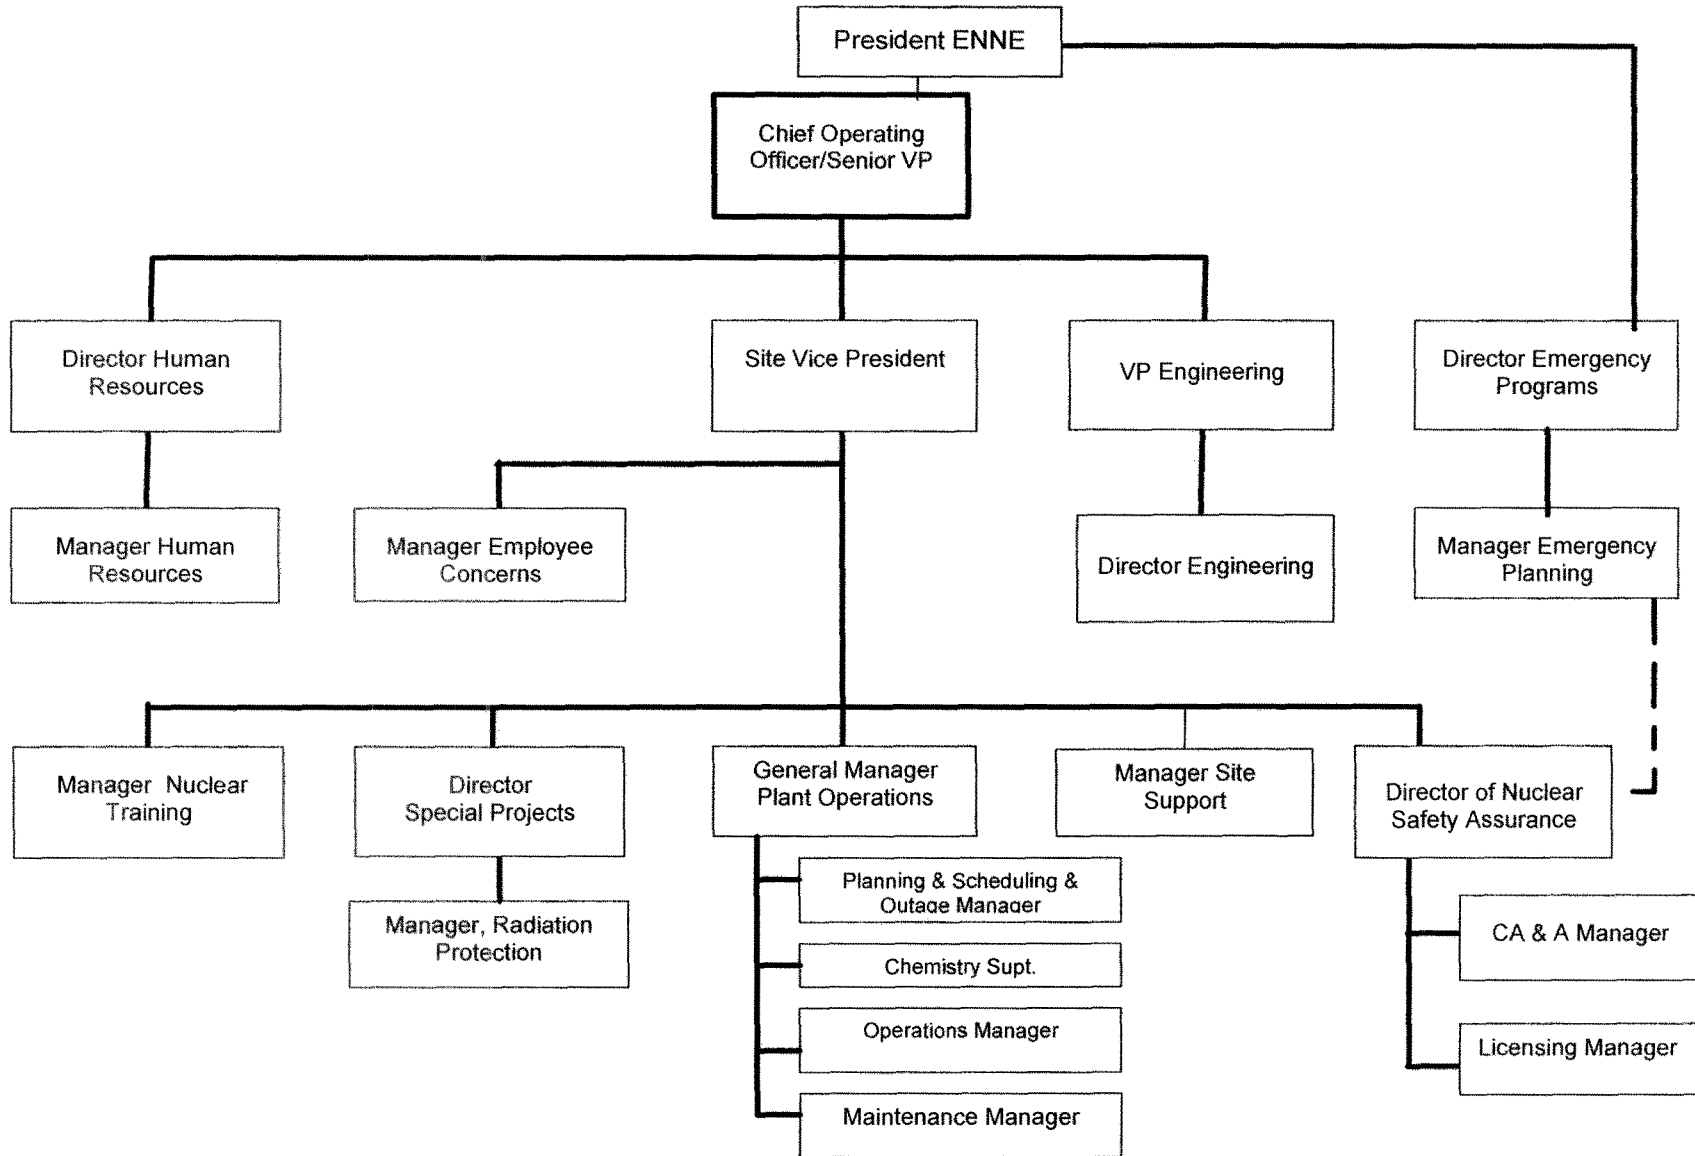 President ENNE
Chief Operating
Officer/Senior VP
Director Human
Resources
Site Vice President
VP Engineering
Director Emergency
Programs
Manager Human
Resources
Manager Employee
Concerns
Director Engineering
Manager Emergency
Planning
Manager Nuclear
Training
Director
Special Projects
General Manager
Plant Operations
Manager Site
Support
Director of Nuclear
Safety Assurance
Manager, Radiation
Protection
Planning & Scheduling &
Outage Manager
Chemistry Supt.
Operations Manager
Maintenance Manager
CA & A Manager
Licensing Manager